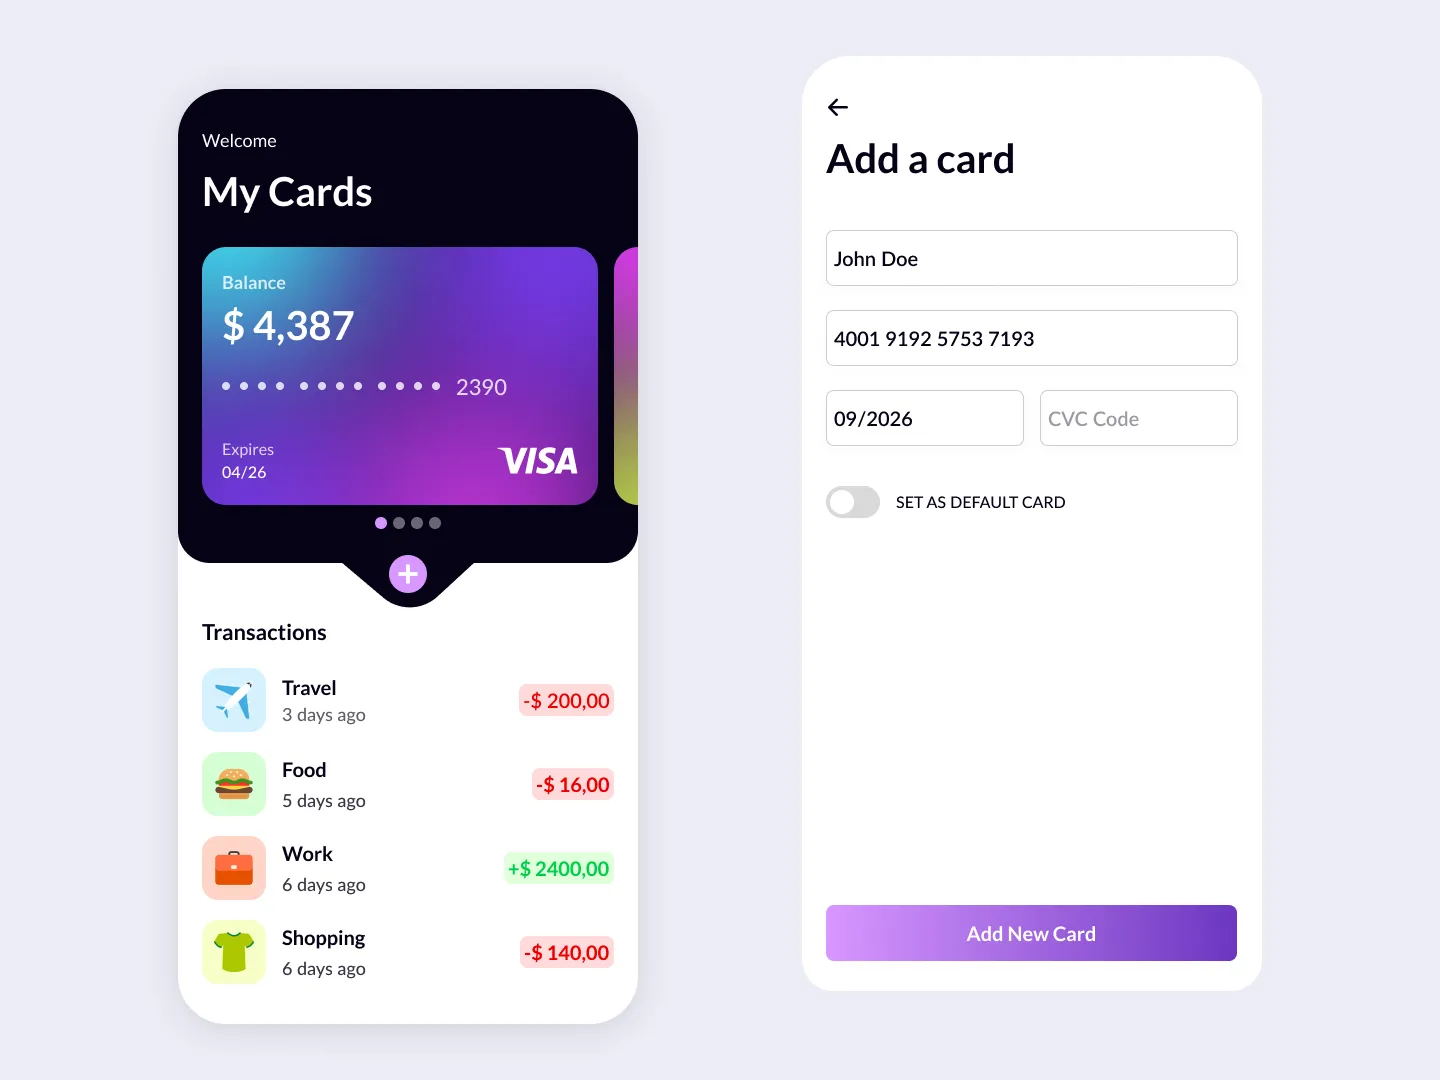 Welcome
My Cards
Balance
$ 4,387
•••• •••• •••• 2390
Expires
04/26
VISA
Transactions
Travel
3 days ago
-$ 200,00
Food
5 days ago
-$ 16,00
Work
6 days ago
+$ 2400,00
Shopping
6 days ago
-$ 140,00
Add a card
John Doe
4001 9192 5753 7193
09/2026
CVC Code
SET AS DEFAULT CARD
Add New Card